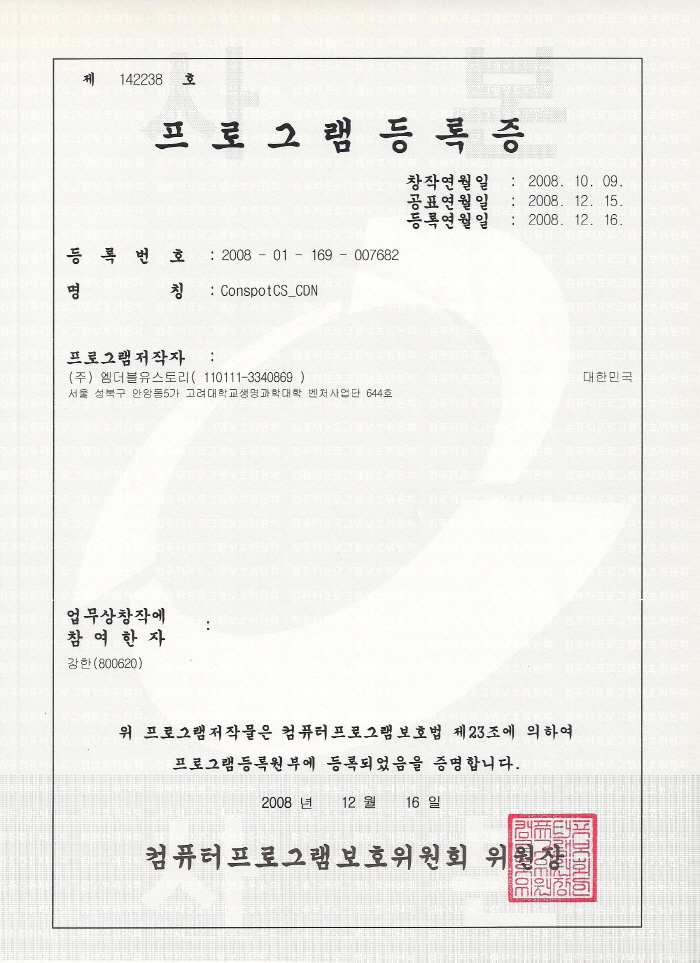 제 142238 호
프로그램등록증
창작연월일 : 2008. 10. 09.
공표연월일 : 2008. 12. 15.
등록연월일 : 2008. 12. 16.
등 록 번 호 : 2008 - 01 - 169 - 007682
명 칭 : ConspotCS_CDN
프로그램저작자 :
(주) 엠더블유스토리( 110111-3340869 ) 대한민국
서울 성북구 안암동5가 고려대학교생명과학대학 벤처사업단 644호
업무상창작에
참 여 한 자 :
강한(800620)
위 프로그램저작물은 컴퓨터프로그램보호법 제23조에 의하여
프로그램등록원부에 등록되었음을 증명합니다.
2008 년 12 월 16 일
컴퓨터프로그램보호위원회 위원장